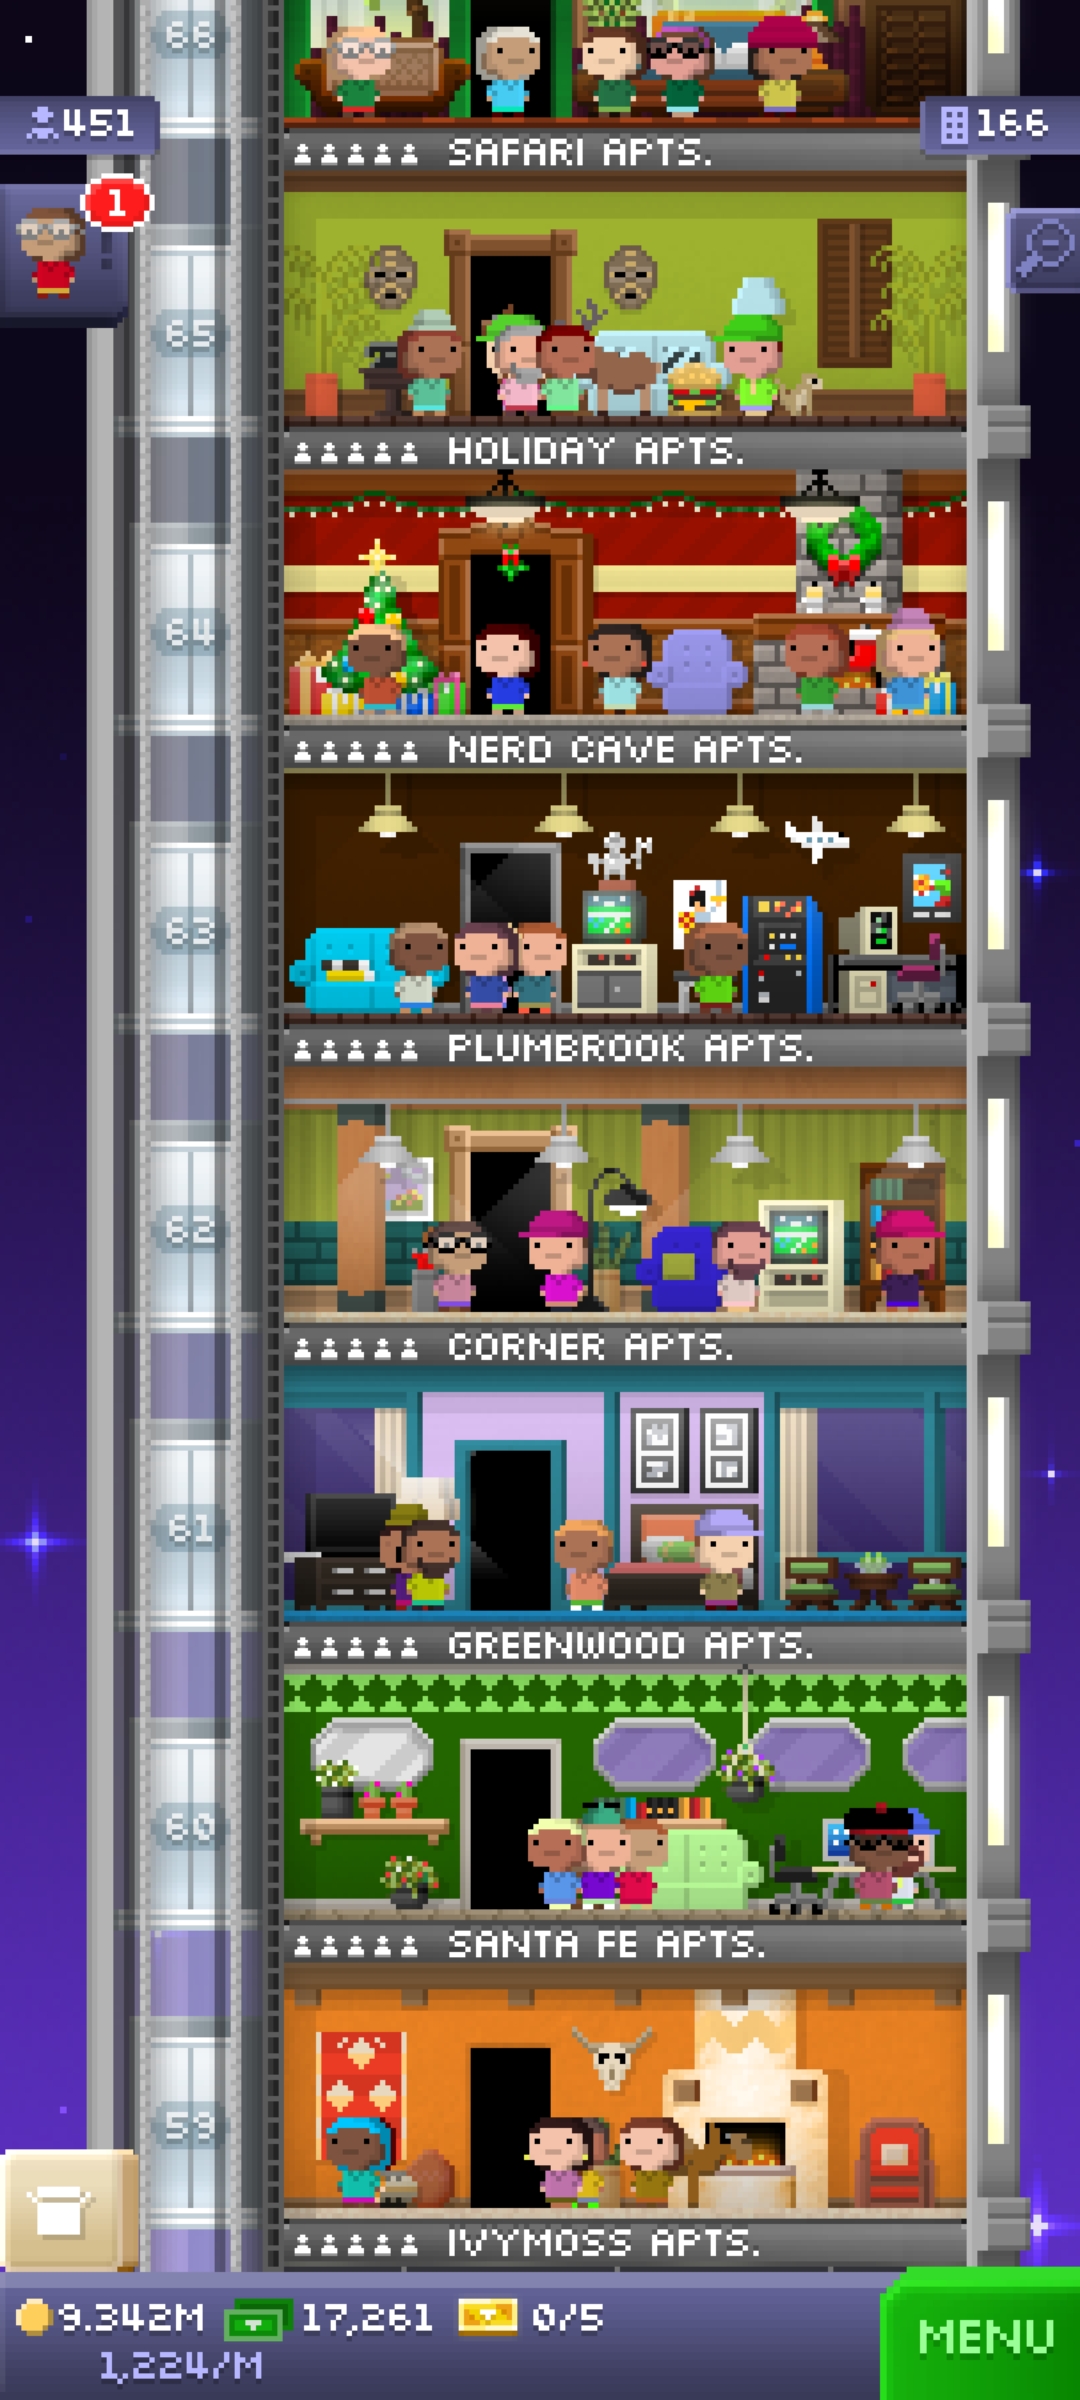 66
451
166
SAFARI APTS.
1
65
HOLIDAY APTS.
64
NERD CAVE APTS.
63
PLUMBROOK APTS.
62
CORNER APTS.
61
GREENWOOD APTS.
60
SANTA FE APTS.
59
IVYMOSS APTS.
9.342M 17,261 0/5
1,224/M
MENU